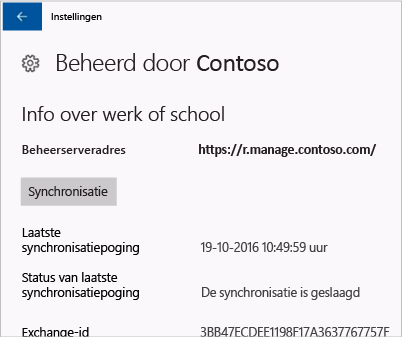 Instellingen
Beheerd door Contoso
Info over werk of school
Beheerserveradres https://r.manage.contoso.com/
Synchronisatie
Laatste
synchronisatiepoging 19-10-2016 10:49:59 uur
Status van laatste
synchronisatiepoging De synchronisatie is geslaagd
Exchange-id 3BB47ECDEE1198F17A3637767757F